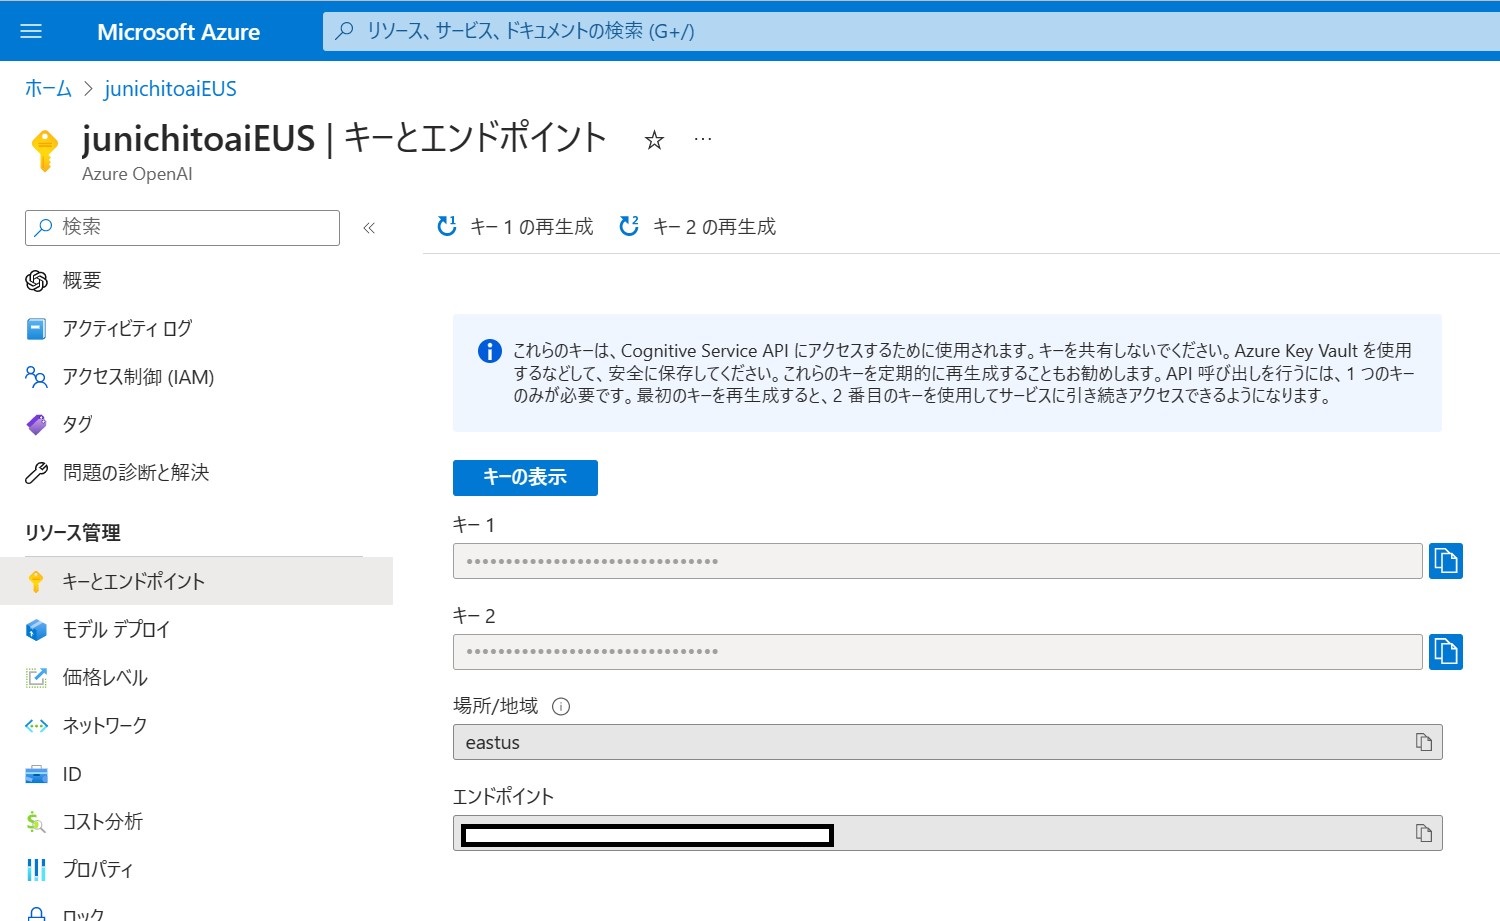 Microsoft Azure
リソース、サービス、ドキュメントの検索 (G+/)
ホーム > junichitoaiEUS
junichitoaiEUS | キーとエンドポイント
Azure OpenAI
検索
キー 1 の再生成
キー 2 の再生成
概要
アクティビティ ログ
アクセス制御 (IAM)
タグ
問題の診断と解決
リソース管理
キーとエンドポイント
モデル デプロイ
価格レベル
ネットワーク
ID
コスト分析
プロパティ
ロック
これらのキーは、Cognitive Service API にアクセスするために使用されます。キーを共有しないでください。Azure Key Vault を使用
するなどして、安全に保存してください。これらのキーを定期的に再生成することもお勧めします。API 呼び出しを行うには、1 つのキー
のみが必要です。最初のキーを再生成すると、2 番目のキーを使用してサービスに引き続きアクセスできるようになります。
キーの表示
キー 1
キー 2
場所/地域
eastus
エンドポイント